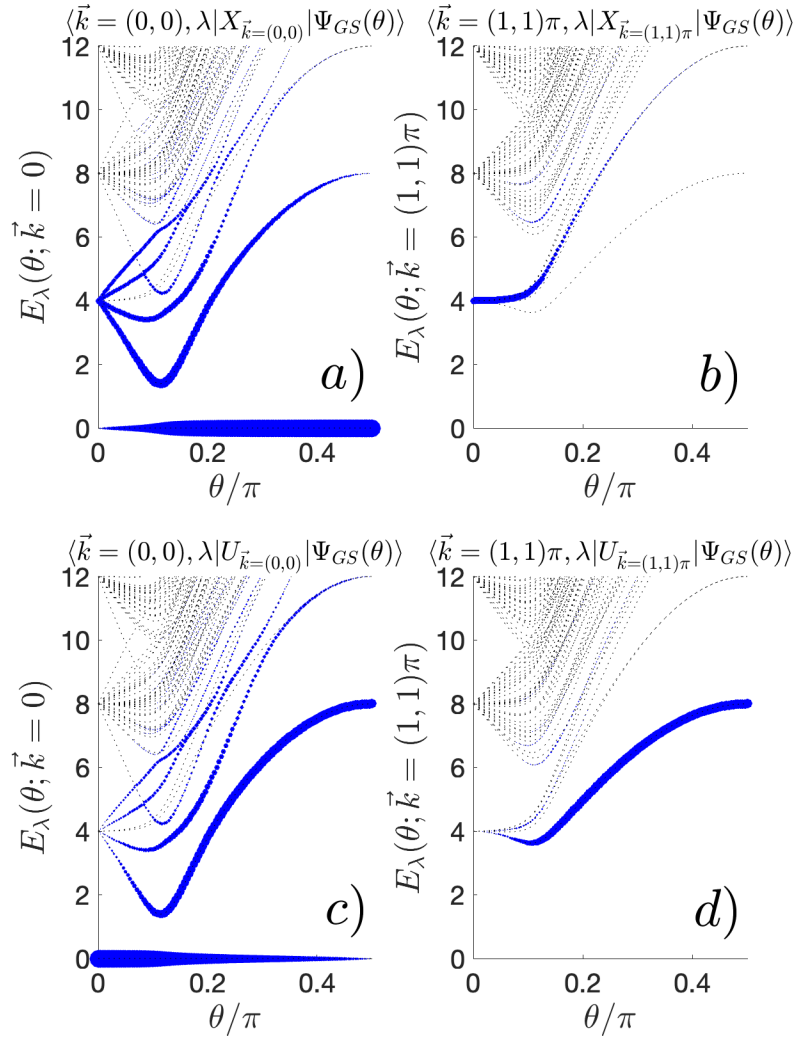 ⟨k⃗ = (0, 0), λ|X_{k⃗=(0,0)}|Ψ_{GS}(θ)⟩
12
10
8
6
4
2
0
E_λ(θ; k⃗ = 0)
a)
0
0.2
0.4
θ/π
⟨k⃗ = (1, 1)π, λ|X_{k⃗=(1,1)π}|Ψ_{GS}(θ)⟩
12
10
8
6
4
2
0
E_λ(θ; k⃗ = (1, 1)π)
b)
0
0.2
0.4
θ/π
⟨k⃗ = (0, 0), λ|U_{k⃗=(0,0)}|Ψ_{GS}(θ)⟩
12
10
8
6
4
2
0
E_λ(θ; k⃗ = 0)
c)
0
0.2
0.4
θ/π
⟨k⃗ = (1, 1)π, λ|U_{k⃗=(1,1)π}|Ψ_{GS}(θ)⟩
12
10
8
6
4
2
0
E_λ(θ; k⃗ = (1, 1)π)
d)
0
0.2
0.4
θ/π